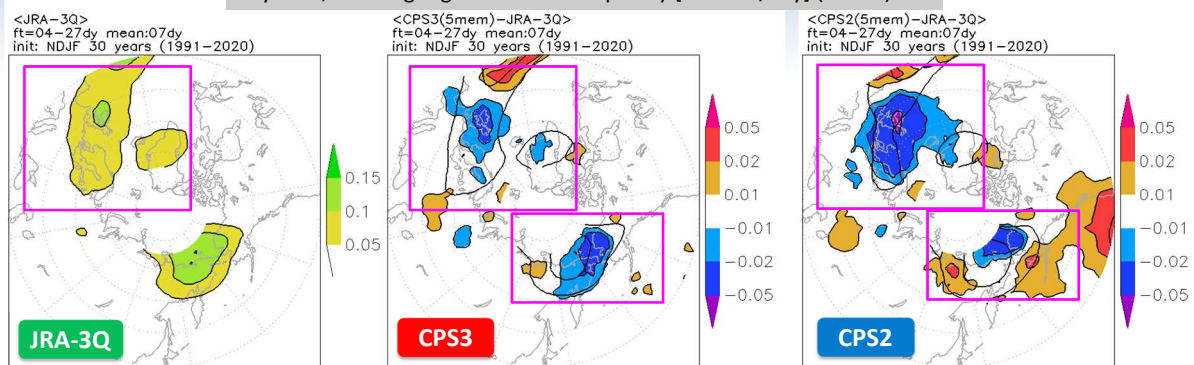 <JRA-3Q>
ft=04-27dy mean:07dy
init: NDJF 30 years (1991-2020)
0.15
0.1
0.05
JRA-3Q
<CPS3(5mem)-JRA-3Q>
ft=04-27dy mean:07dy
init: NDJF 30 years (1991-2020)
0.05
0.02
0.01
-0.01
-0.02
-0.05
CPS3
<CPS2(5mem)-JRA-3Q>
ft=04-27dy mean:07dy
init: NDJF 30 years (1991-2020)
0.05
0.02
0.01
-0.01
-0.02
-0.05
CPS2